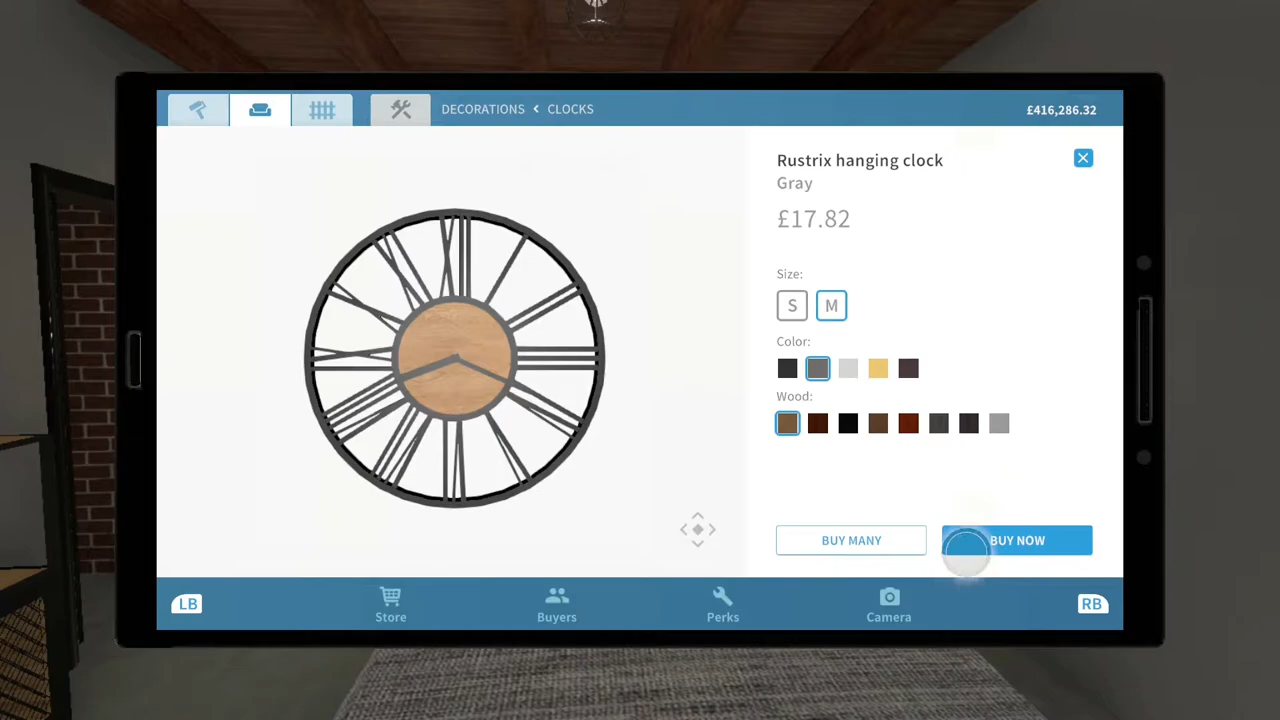 DECORATIONS < CLOCKS
£416,286.32
Rustrix hanging clock
Gray
£17.82
Size:
S M
Color:
Wood:
BUY MANY BUY NOW
LB Store Buyers Perks Camera RB